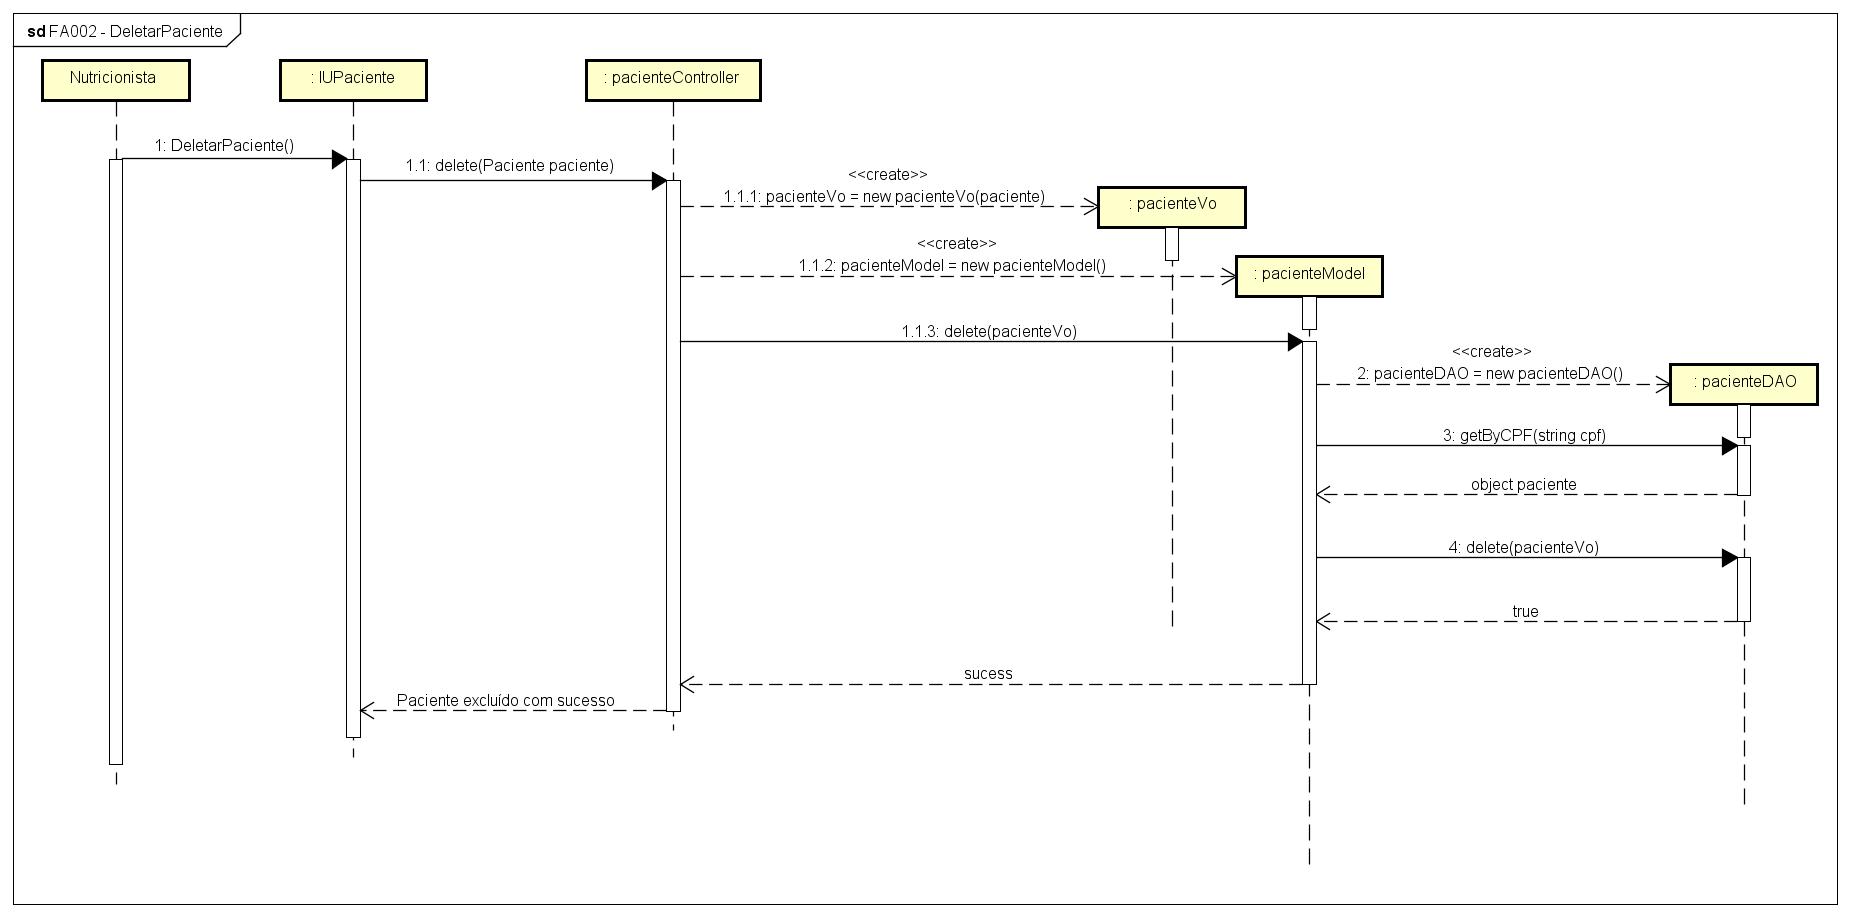 sd FA002 - DeletarPaciente
Nutricionista
: IUPaciente
: pacienteController
1: DeletarPaciente()
1.1: delete(Paciente paciente)
<<create>>
1.1.1: pacienteVo = new pacienteVo(paciente)
: pacienteVo
<<create>>
1.1.2: pacienteModel = new pacienteModel()
: pacienteModel
1.1.3: delete(pacienteVo)
<<create>>
2: pacienteDAO = new pacienteDAO()
: pacienteDAO
3: getByCPF(string cpf)
object paciente
4: delete(pacienteVo)
true
sucess
Paciente excluído com sucesso